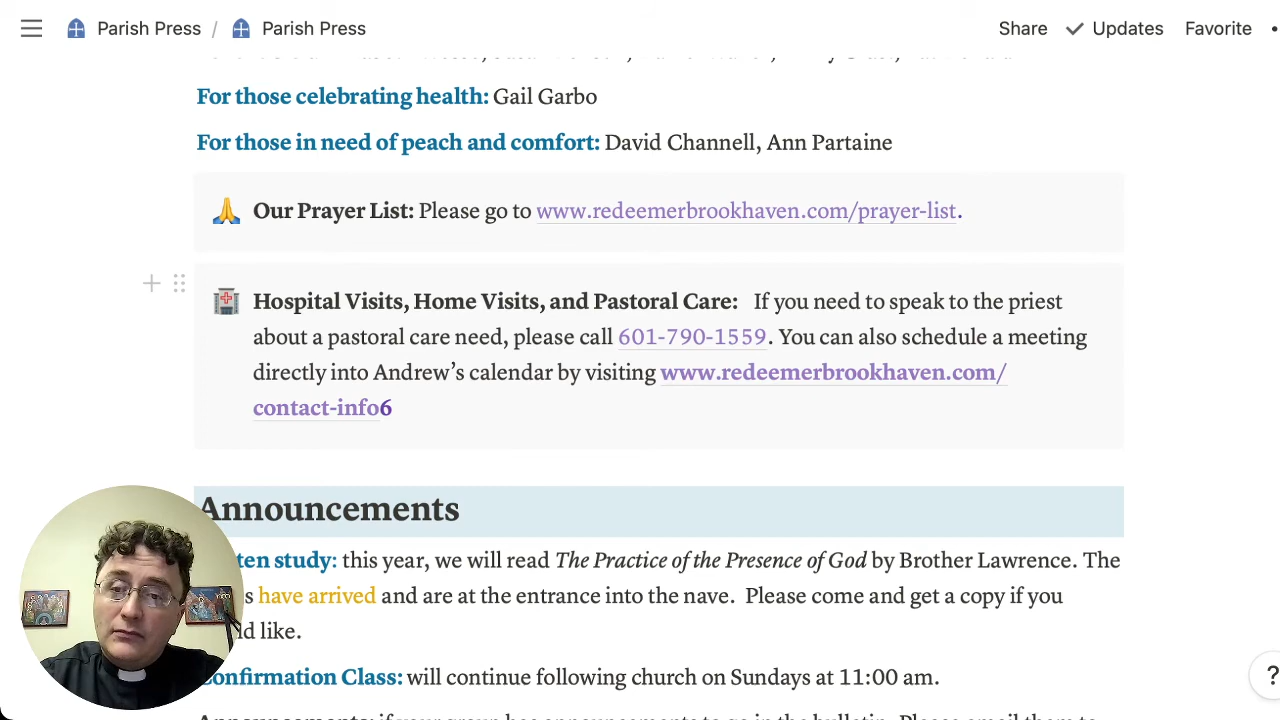 Parish Press / Parish Press Share Updates Favorite
For those celebrating health: Gail Garbo
For those in need of peach and comfort: David Channell, Ann Partaine
Our Prayer List: Please go to www.redeemerbrookhaven.com/prayer-list.
Hospital Visits, Home Visits, and Pastoral Care: If you need to speak to the priest
about a pastoral care need, please call 601-790-1559. You can also schedule a meeting
directly into Andrew’s calendar by visiting www.redeemerbrookhaven.com/
contact-info6
Announcements
study: this year, we will read The Practice of the Presence of God by Brother Lawrence. The
have arrived and are at the entrance into the nave. Please come and get a copy if you
like.
Confirmation Class: will continue following church on Sundays at 11:00 am.
?